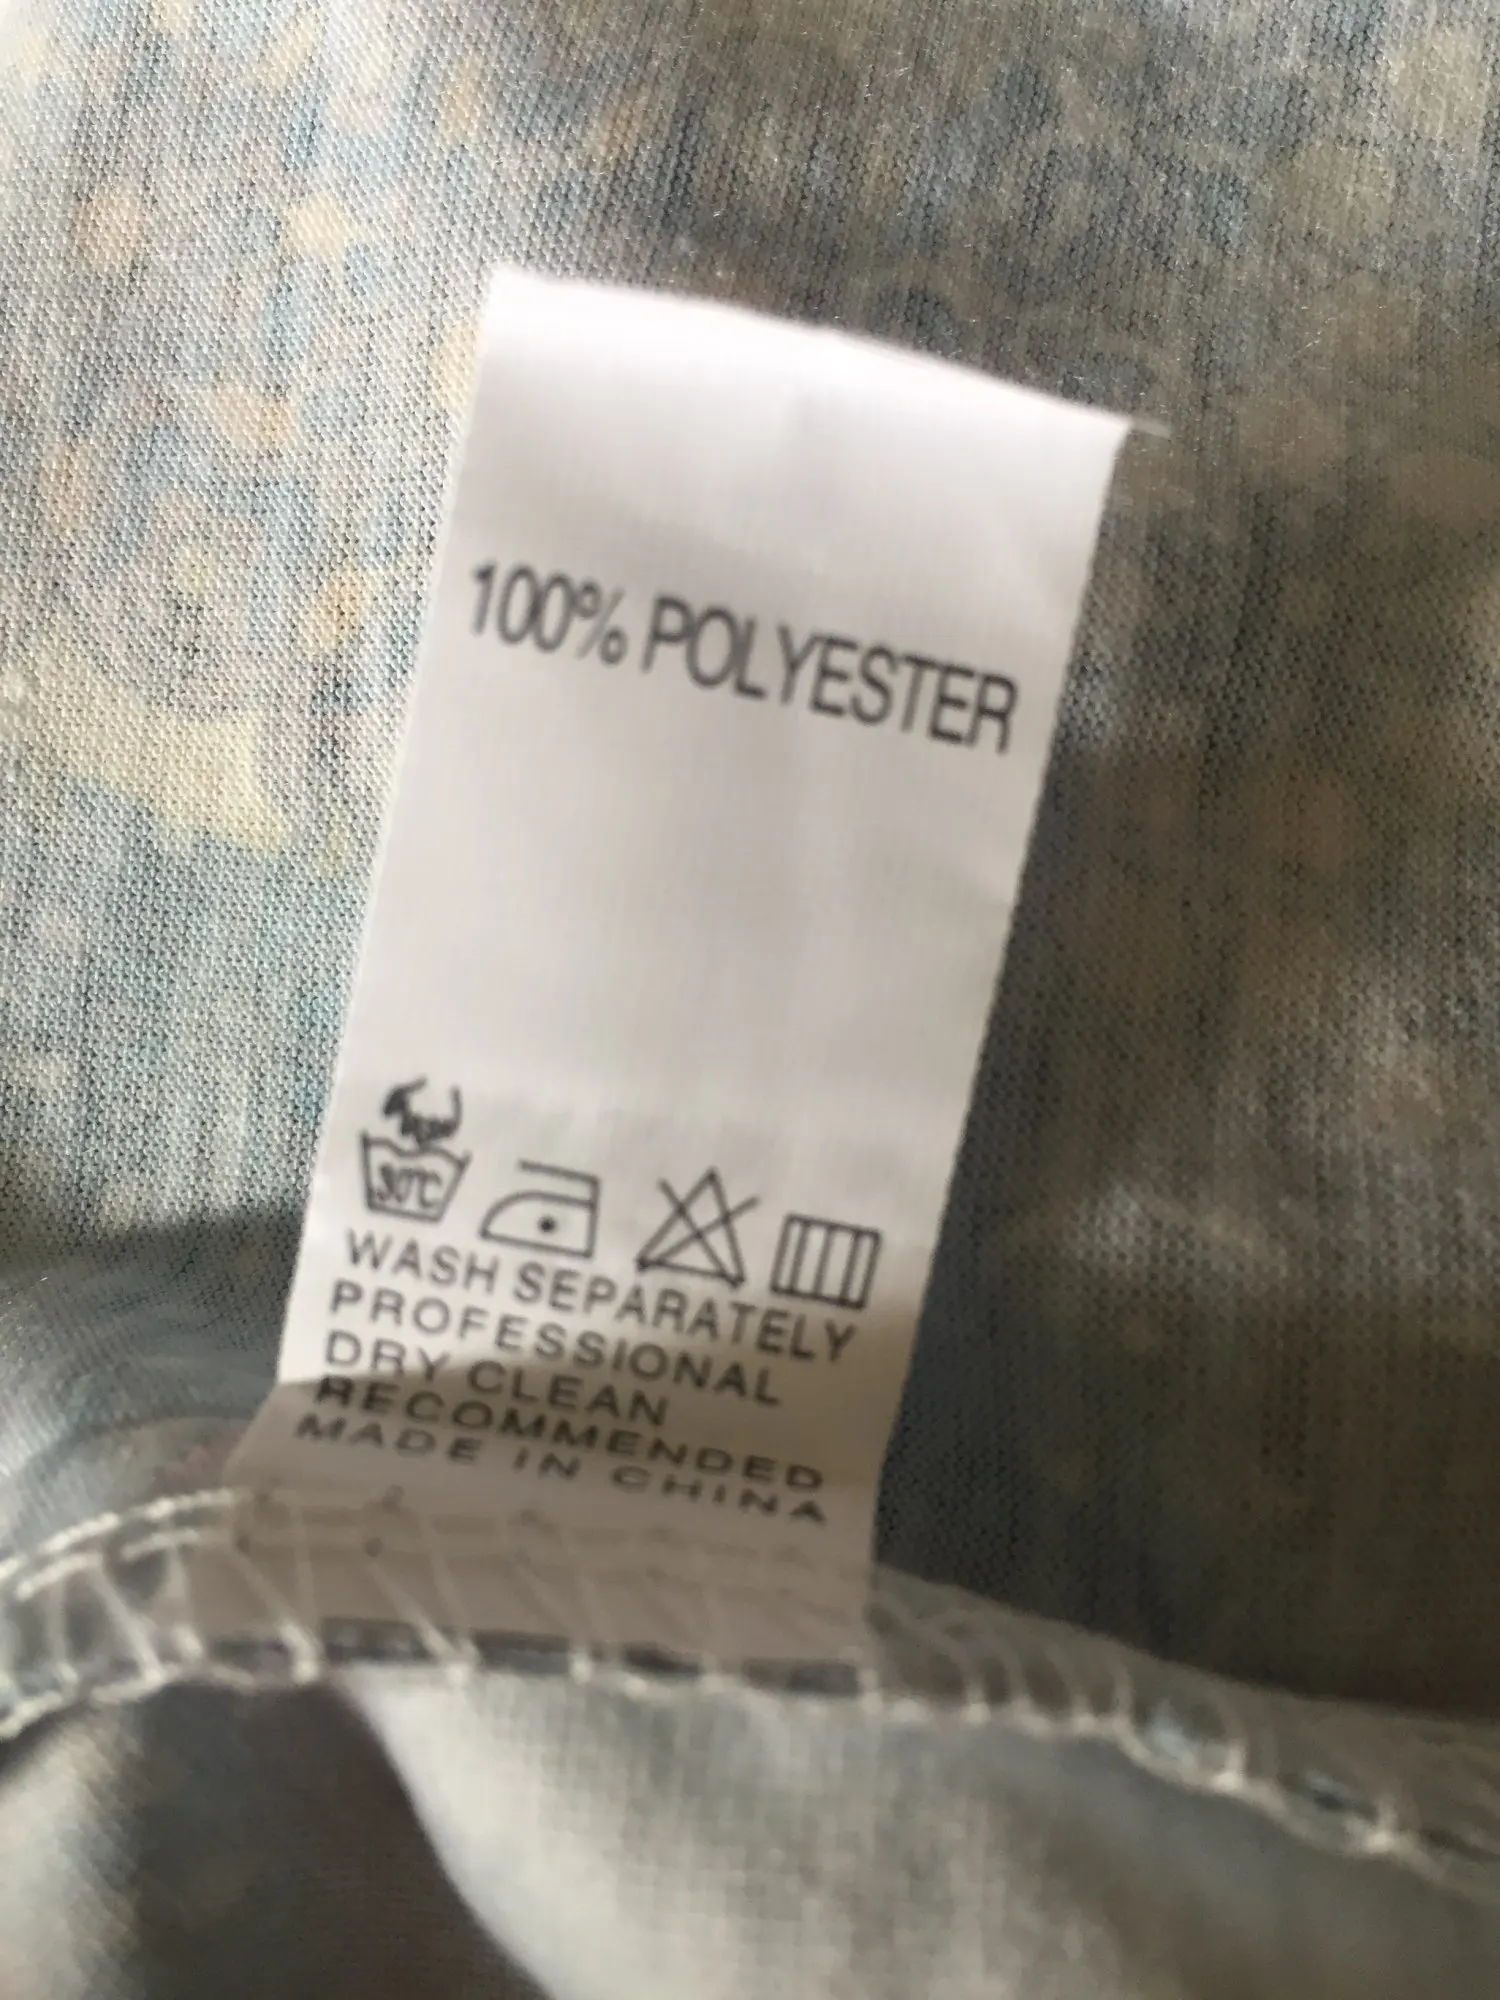 100% POLYESTER
30°C
WASH SEPARATELY
PROFESSIONAL
DRY CLEAN
RECOMMENDED
MADE IN CHINA